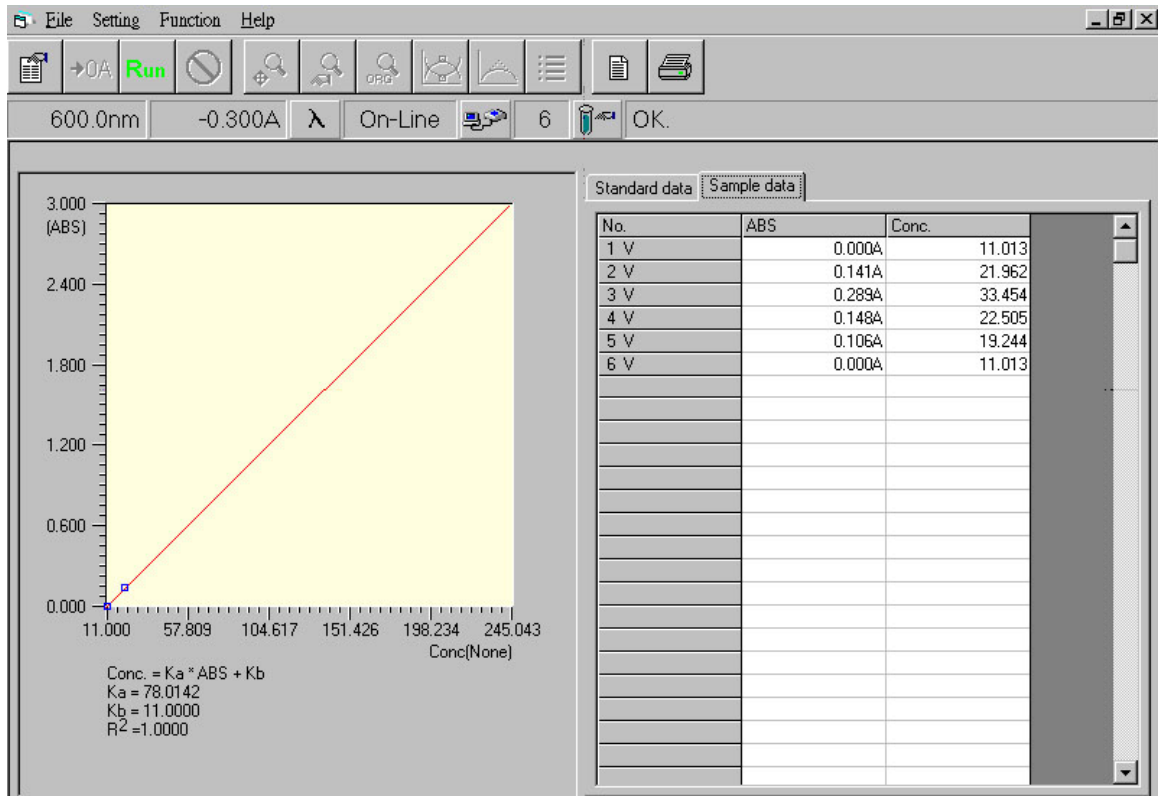 Eile Setting Function Help
→0A Run ORG
600.0nm -0.300A λ On-Line 6 OK.
3.000
(ABS)
2.400
1.800
1.200
0.600
0.000
11.000 57.809 104.617 151.426 198.234 245.043
Conc(None)
Conc. = Ka * ABS + Kb
Ka = 78.0142
Kb = 11.0000
R2 =1.0000
Standard data Sample data
No. ABS Conc.
1 V 0.000A 11.013
2 V 0.141A 21.962
3 V 0.289A 33.454
4 V 0.148A 22.505
5 V 0.106A 19.244
6 V 0.000A 11.013